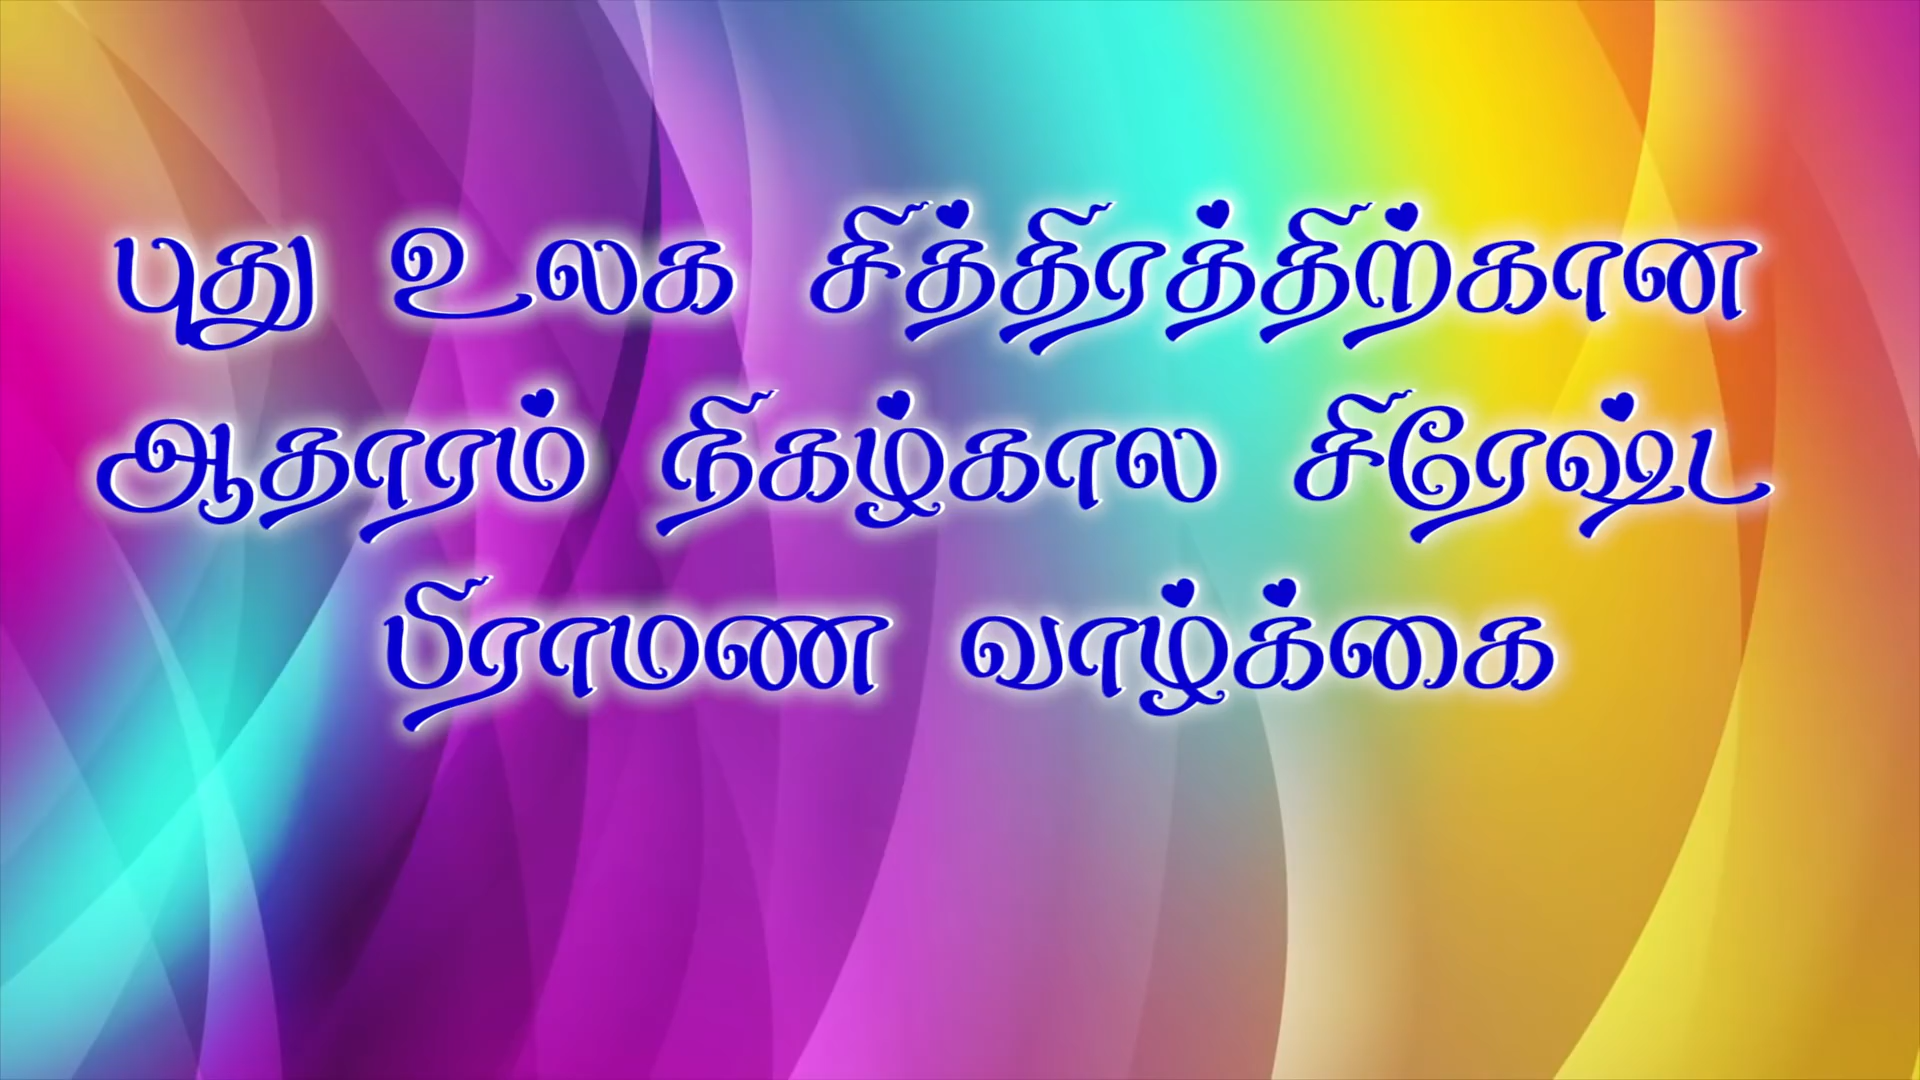 புது உலக சித்திரத்திற்கான
ஆதாரம் நிகழ்கால சிரேஷ்ட
பிராமண வாழ்க்கை